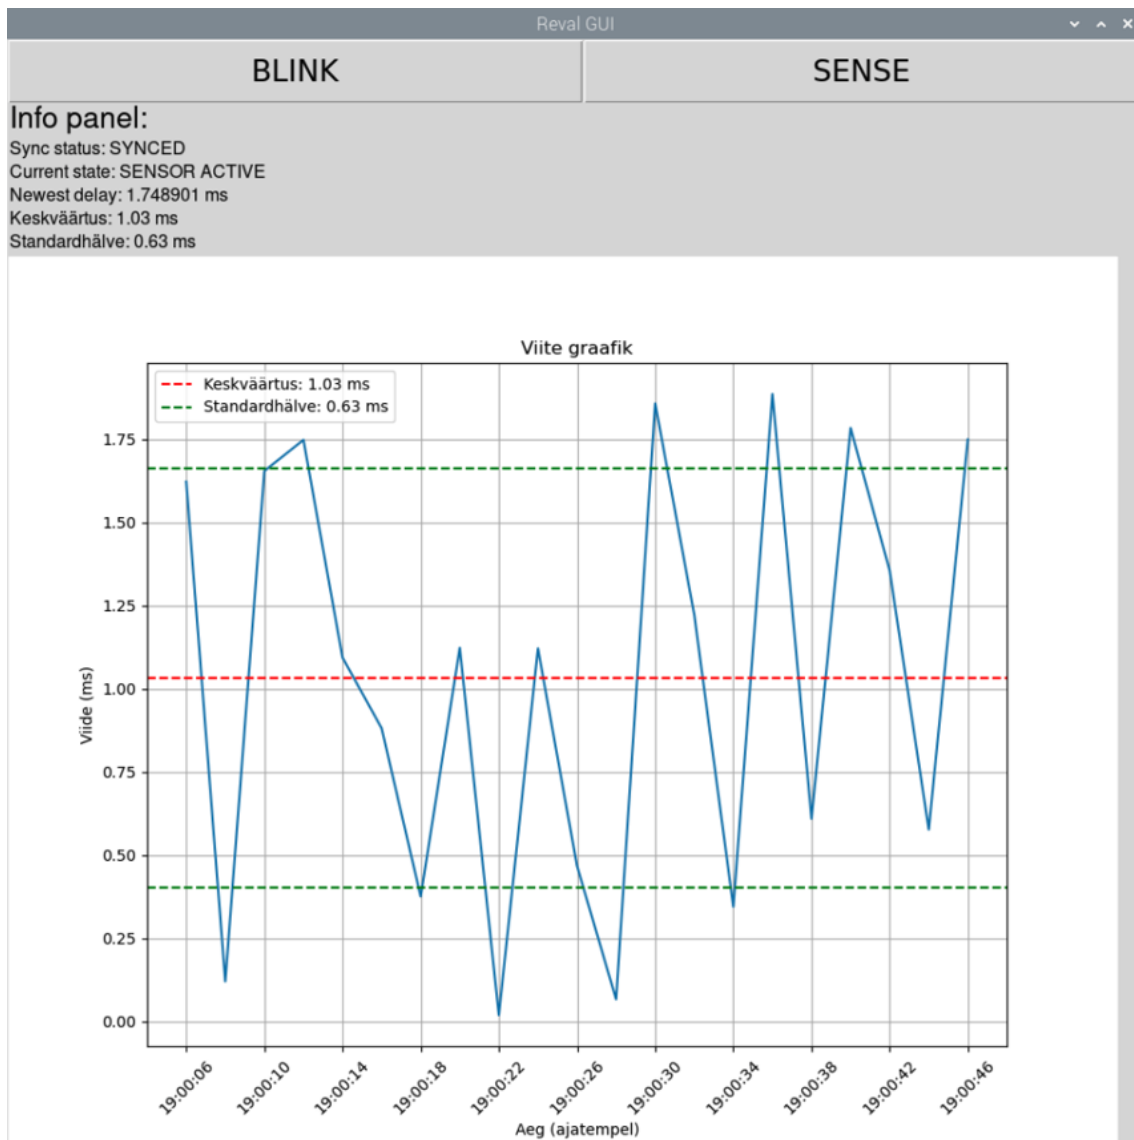 Reval GUI
BLINK
SENSE
Info panel:
Sync status: SYNCED
Current state: SENSOR ACTIVE
Newest delay: 1.748901 ms
Keskväärtus: 1.03 ms
Standardhälve: 0.63 ms
Viite graafik
Keskväärtus: 1.03 ms
Standardhälve: 0.63 ms
Viide (ms)
1.75
1.50
1.25
1.00
0.75
0.50
0.25
0.00
19:00:06
19:00:10
19:00:14
19:00:18
19:00:22
19:00:26
19:00:30
19:00:34
19:00:38
19:00:42
19:00:46
Aeg (ajatempel)